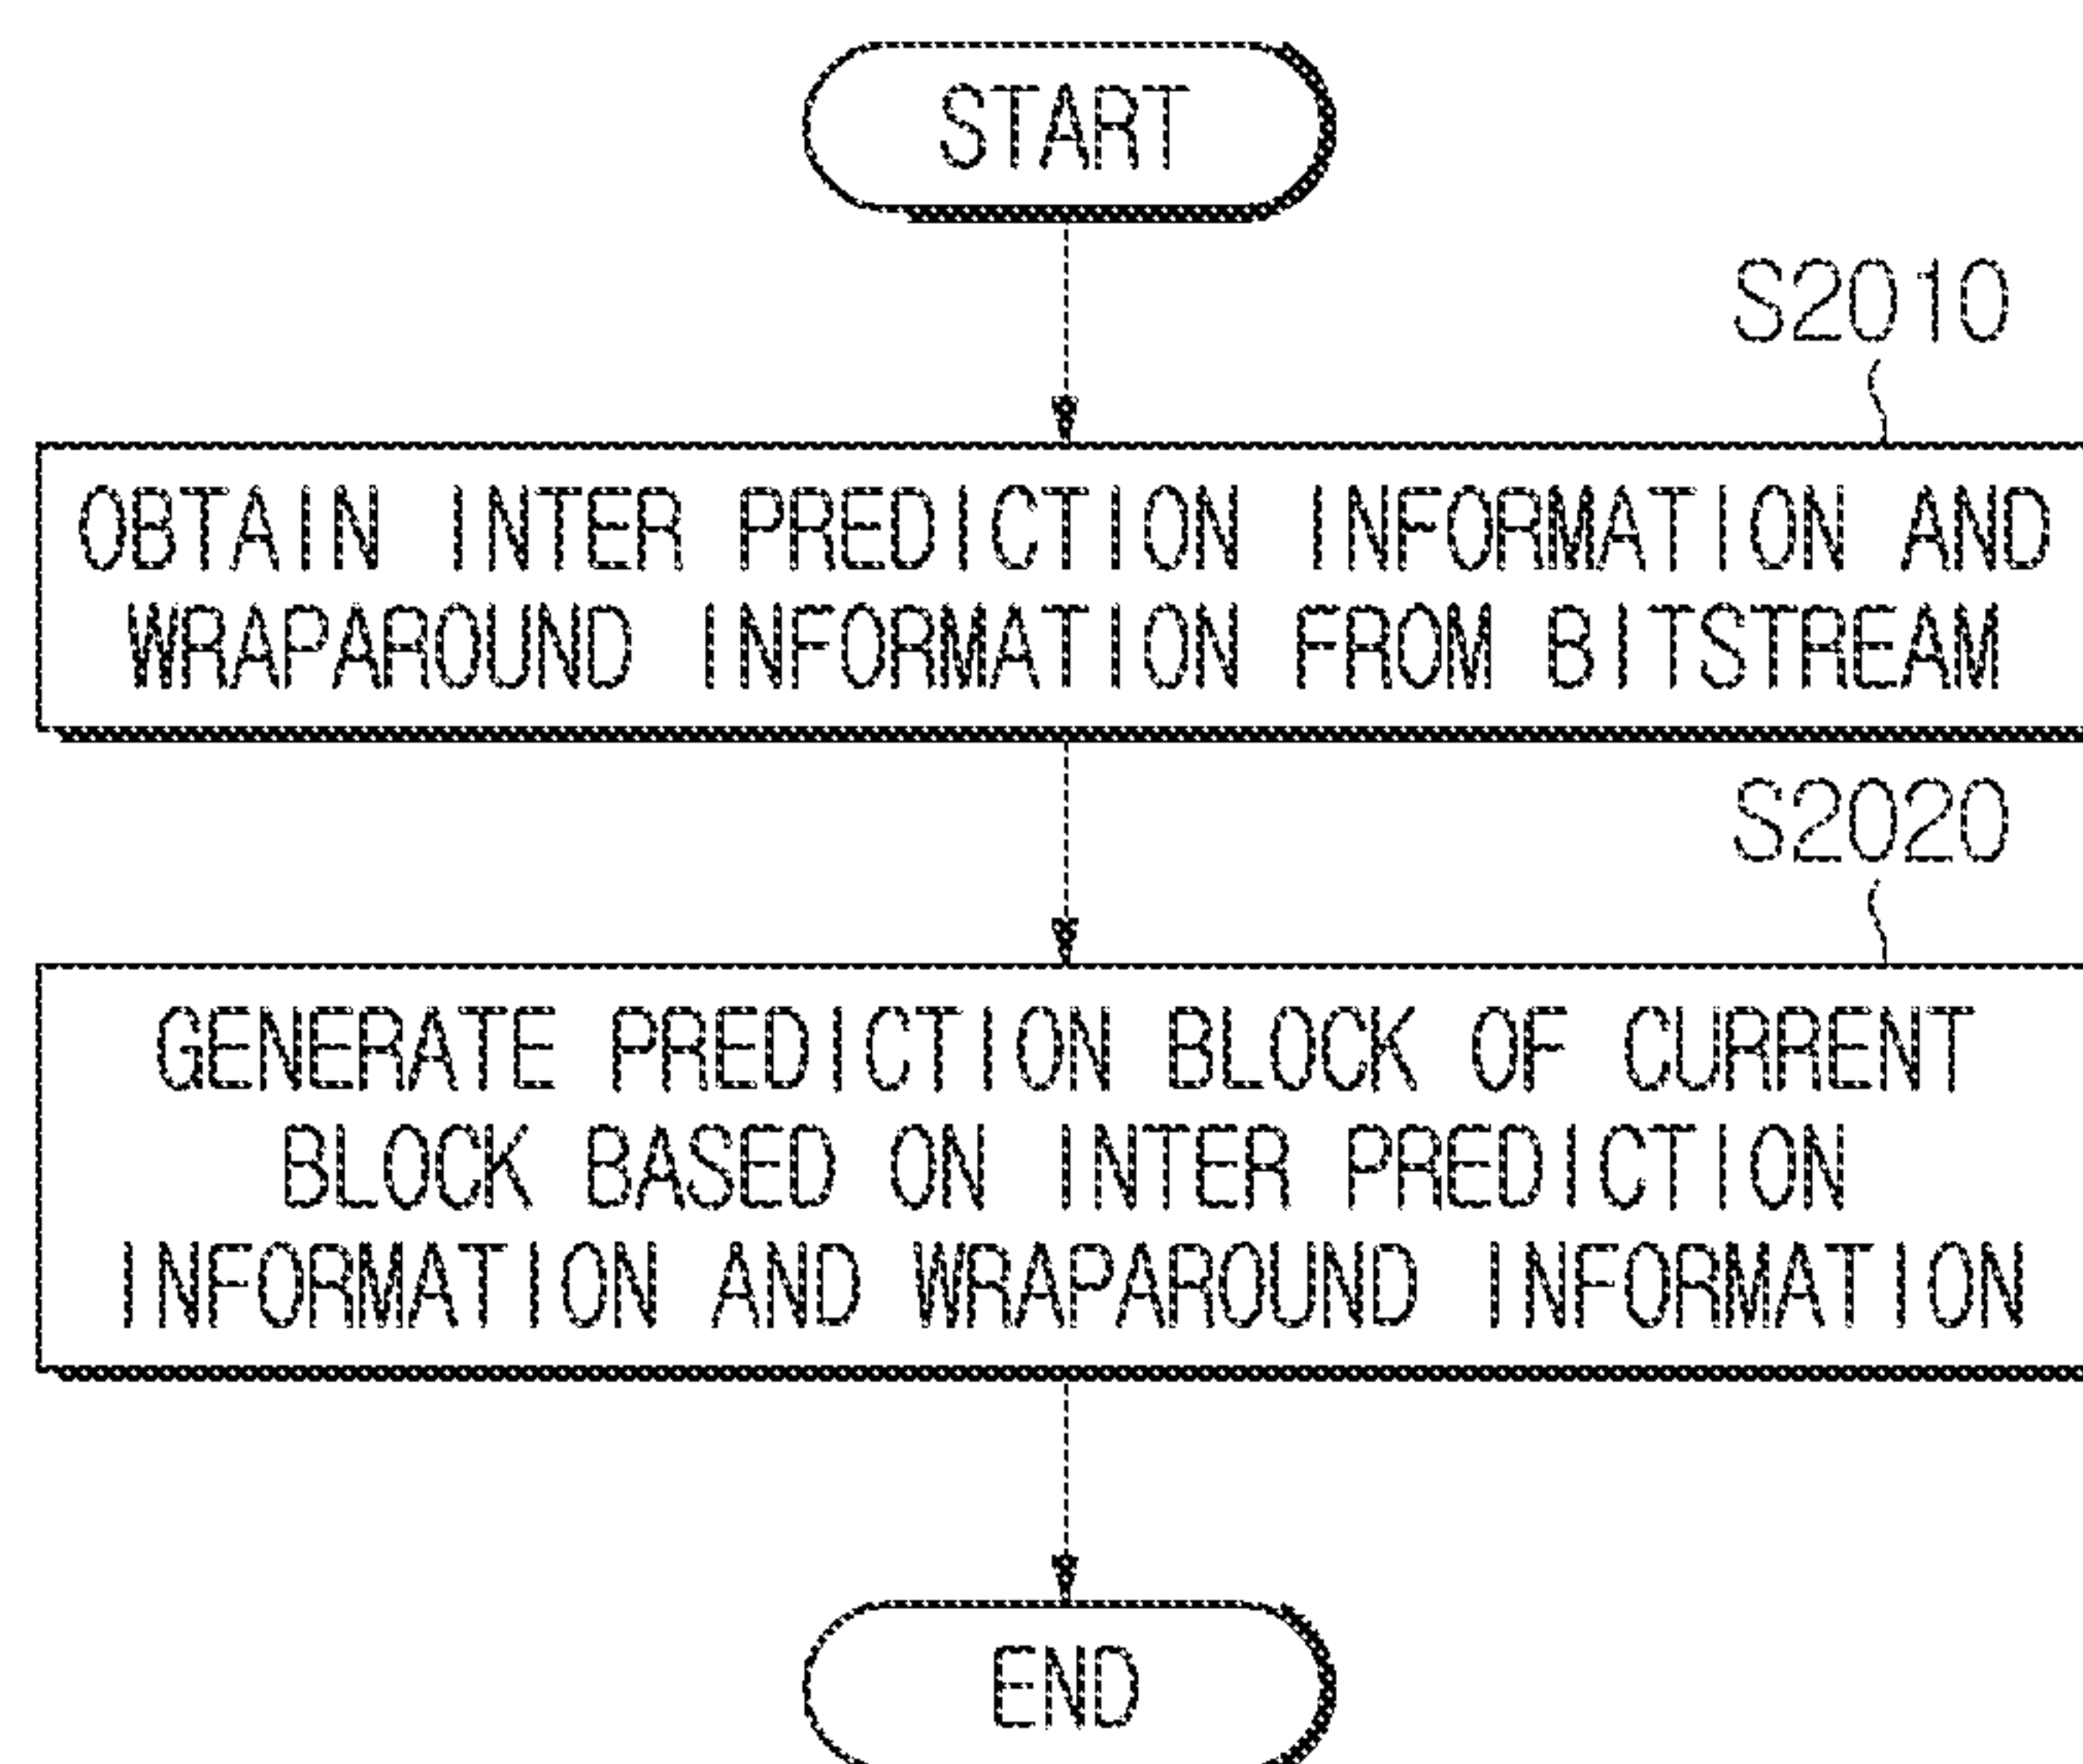 START
S2010
OBTAIN INTER PREDICTION INFORMATION AND
WRAPAROUND INFORMATION FROM BITSTREAM
S2020
GENERATE PREDICTION BLOCK OF CURRENT
BLOCK BASED ON INTER PREDICTION
INFORMATION AND WRAPAROUND INFORMATION
END